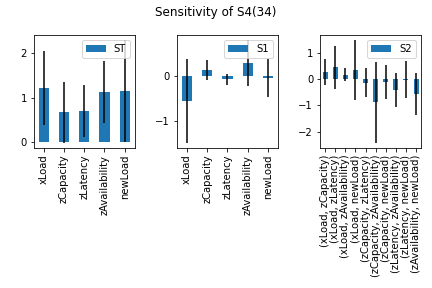 Sensitivity of S4(34)
ST
2
1
0
xLoad
zCapacity
zLatency
zAvailability
newLoad
S1
0
−1
xLoad
zCapacity
zLatency
zAvailability
newLoad
S2
1
0
−1
−2
(xLoad, zCapacity)
(xLoad, zLatency)
(xLoad, zAvailability)
(xLoad, newLoad)
(zCapacity, zLatency)
(zCapacity, zAvailability)
(zCapacity, newLoad)
(zLatency, zAvailability)
(zLatency, newLoad)
(zAvailability, newLoad)